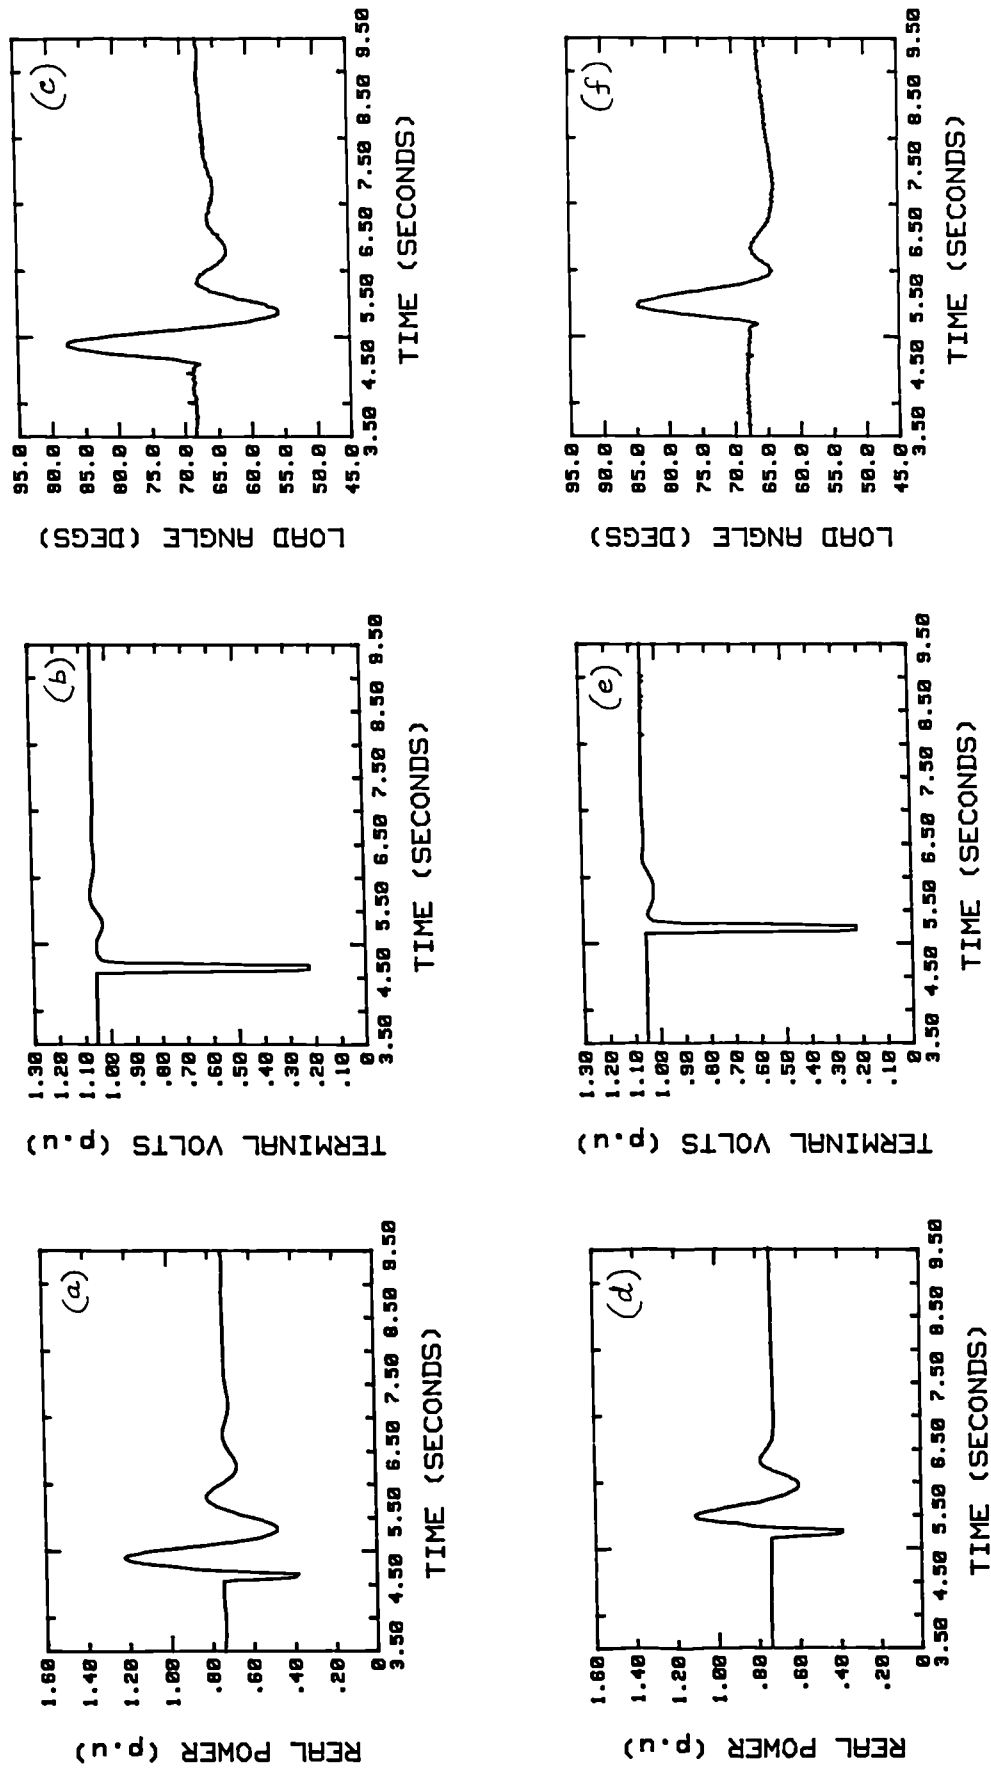 REAL POWER (p.u)
1.60
1.40
1.20
1.00
.80
.60
.40
.20
0
(a)
3.50 4.50 5.50 6.50 7.50 8.50 9.50
TIME (SECONDS)
TERMINAL VOLTS (p.u)
1.30
1.20
1.10
1.00
.90
.80
.70
.60
.50
.40
.30
.20
.10
0
(b)
3.50 4.50 5.50 6.50 7.50 8.50 9.50
TIME (SECONDS)
LOAD ANGLE (DEGS)
95.0
90.0
85.0
80.0
75.0
70.0
65.0
60.0
55.0
50.0
45.0
(c)
3.50 4.50 5.50 6.50 7.50 8.50 9.50
TIME (SECONDS)
REAL POWER (p.u)
1.60
1.40
1.20
1.00
.80
.60
.40
.20
0
(d)
3.50 4.50 5.50 6.50 7.50 8.50 9.50
TIME (SECONDS)
TERMINAL VOLTS (p.u)
1.30
1.20
1.10
1.00
.90
.80
.70
.60
.50
.40
.30
.20
.10
0
(e)
3.50 4.50 5.50 6.50 7.50 8.50 9.50
TIME (SECONDS)
LOAD ANGLE (DEGS)
95.0
90.0
85.0
80.0
75.0
70.0
65.0
60.0
55.0
50.0
45.0
(f)
3.50 4.50 5.50 6.50 7.50 8.50 9.50
TIME (SECONDS)